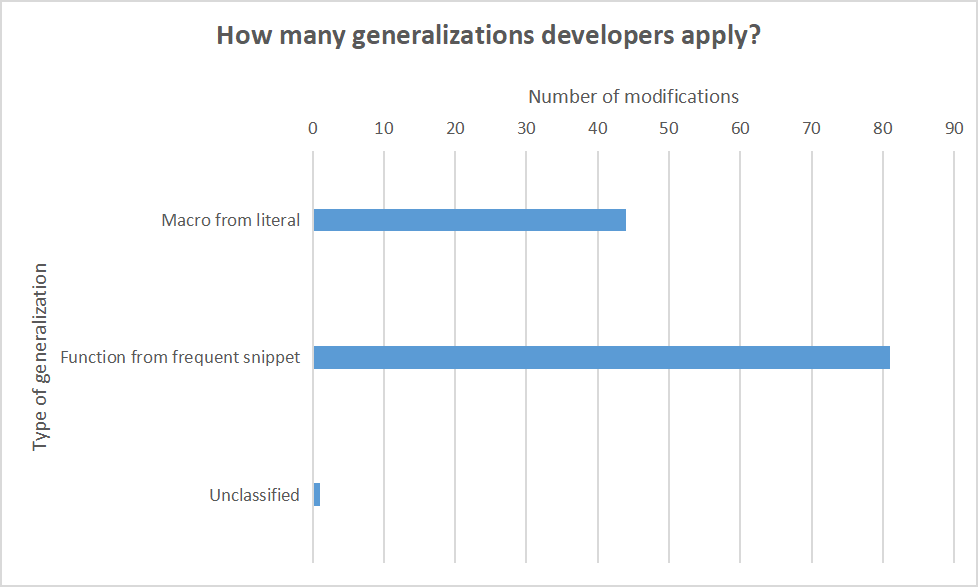 How many generalizations developers apply?
Number of modifications
0 10 20 30 40 50 60 70 80 90
Type of generalization
Macro from literal
Function from frequent snippet
Unclassified